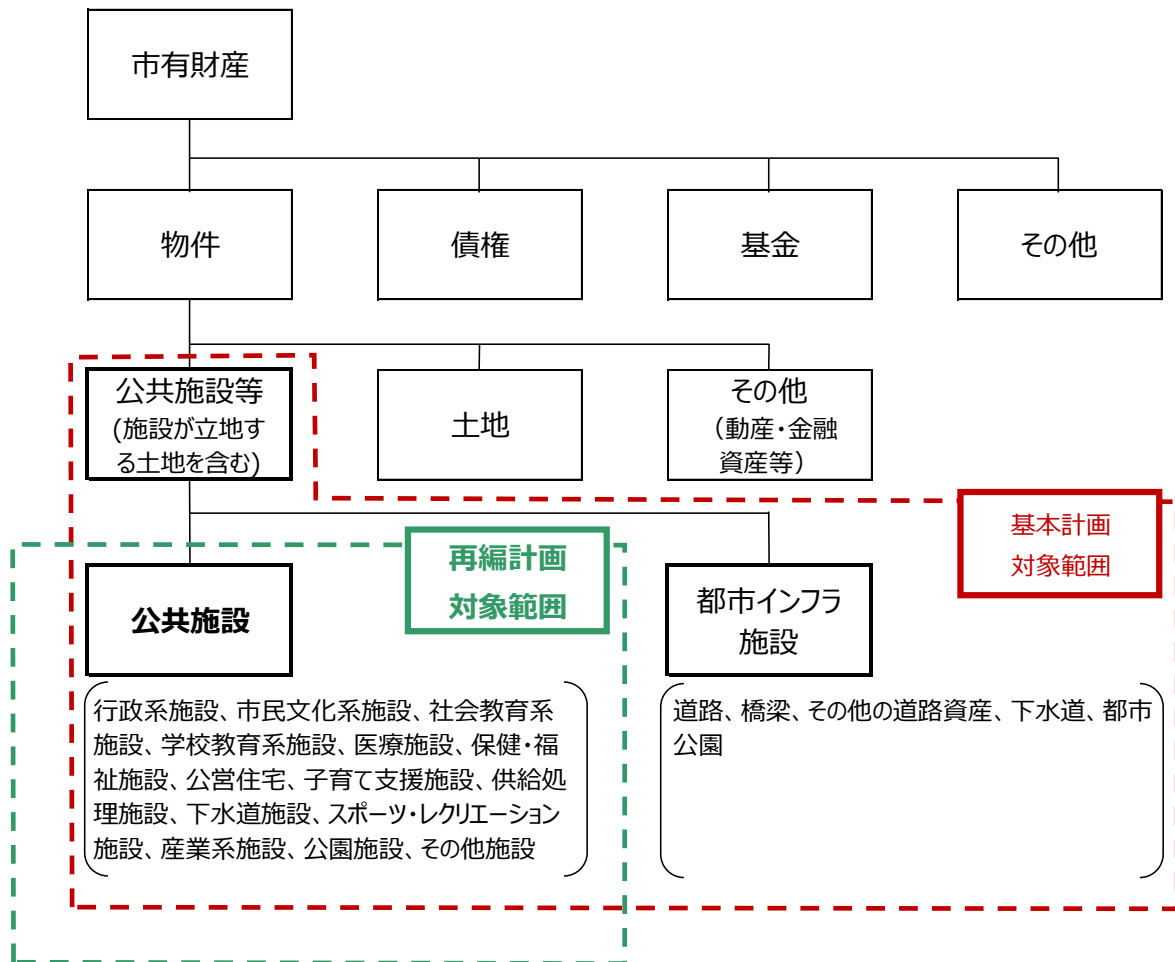 市有財産
物件
債権
基金
その他
公共施設等
(施設が立地す
る土地を含む)
土地
その他
(動産・金融
資産等)
基本計画
対象範囲
再編計画
対象範囲
公共施設
都市インフラ
施設
行政系施設、市民文化系施設、社会教育系
施設、学校教育系施設、医療施設、保健・福
祉施設、公営住宅、子育て支援施設、供給処
理施設、下水道施設、スポーツ・レクリエーション
施設、産業系施設、公園施設、その他施設
道路、橋梁、その他の道路資産、下水道、都市
公園